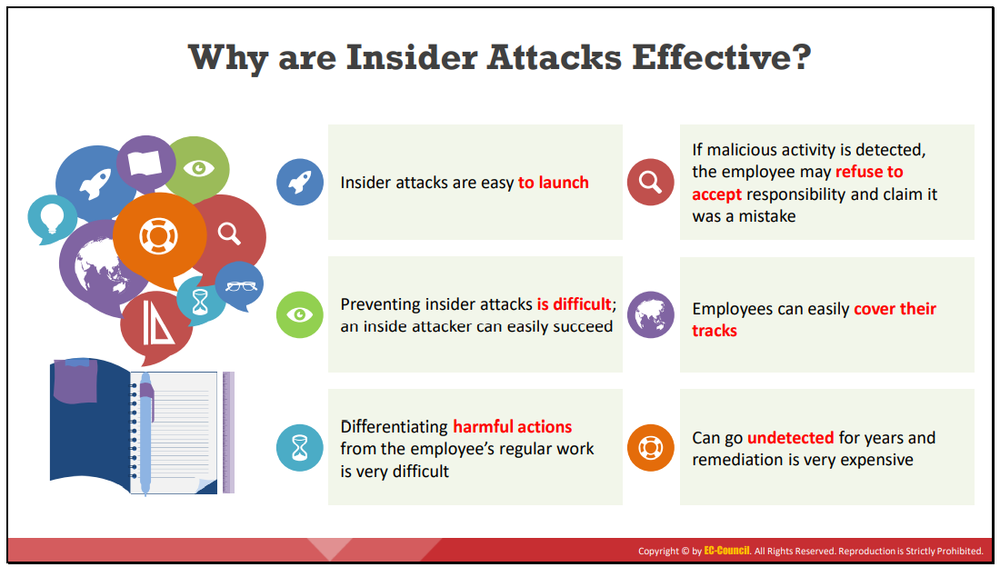 Why are Insider Attacks Effective?
Insider attacks are easy to launch
If malicious activity is detected,
the employee may refuse to
accept responsibility and claim it
was a mistake
Preventing insider attacks is difficult;
an inside attacker can easily succeed
Employees can easily cover their
tracks
Differentiating harmful actions
from the employee’s regular work
is very difficult
Can go undetected for years and
remediation is very expensive
Copyright © by EC-Council. All Rights Reserved. Reproduction is Strictly Prohibited.